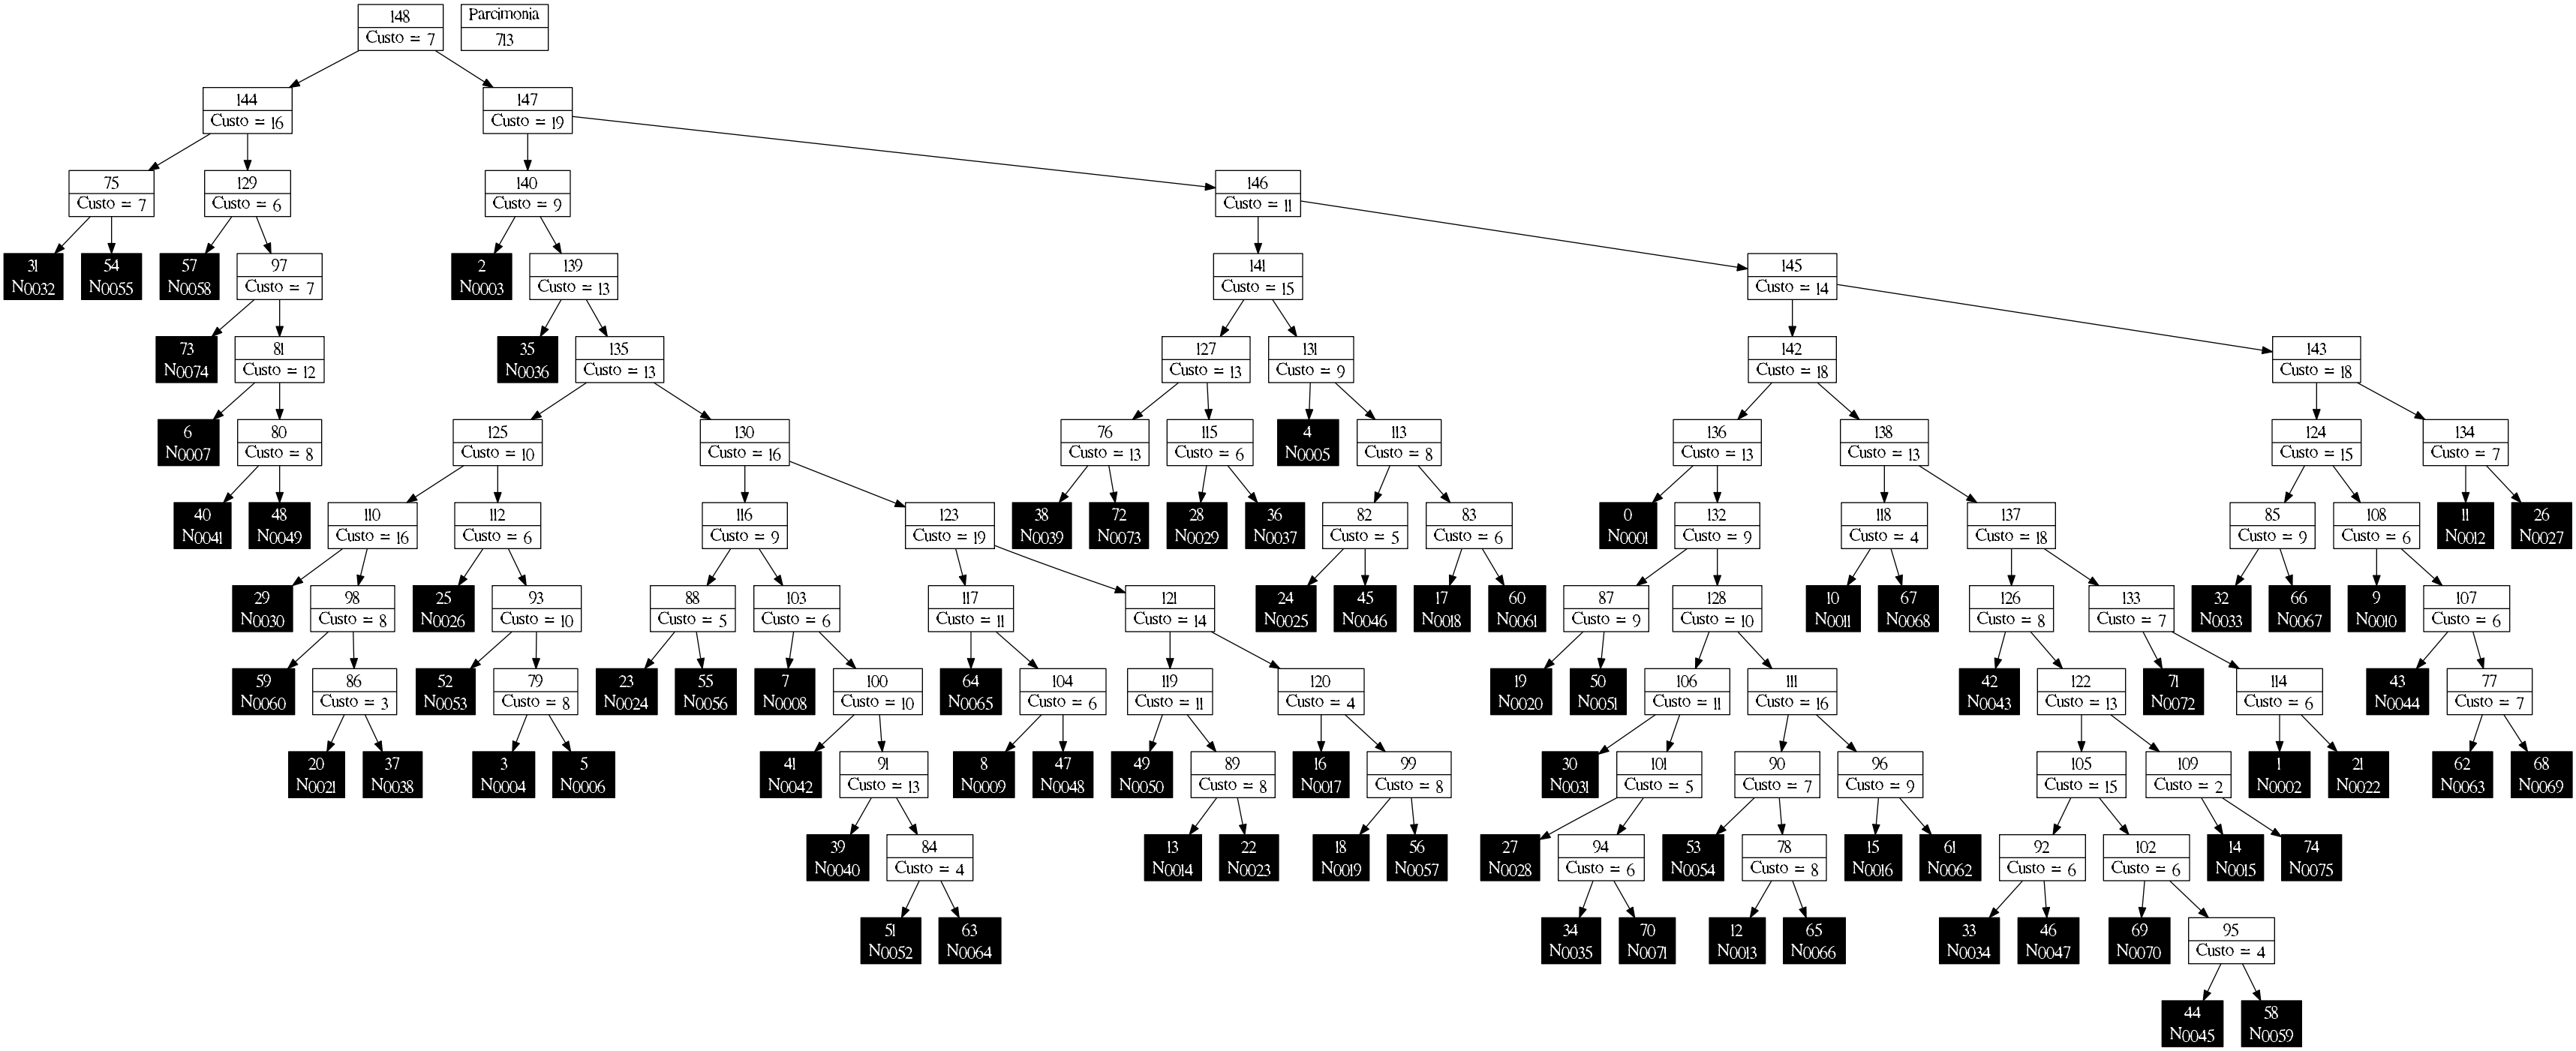 148
Custo = 7
Parcimonia
713
144
Custo = 16
147
Custo = 19
75
Custo = 7
129
Custo = 6
140
Custo = 9
146
Custo = 11
31
N0032
54
N0055
57
N0058
97
Custo = 7
2
N0003
139
Custo = 13
141
Custo = 15
145
Custo = 14
73
N0074
81
Custo = 12
35
N0036
135
Custo = 13
127
Custo = 13
131
Custo = 9
142
Custo = 18
143
Custo = 18
6
N0007
80
Custo = 8
125
Custo = 10
130
Custo = 16
76
Custo = 13
115
Custo = 6
4
N0005
113
Custo = 8
136
Custo = 13
138
Custo = 13
124
Custo = 15
134
Custo = 7
40
N0041
48
N0049
110
Custo = 16
112
Custo = 6
116
Custo = 9
123
Custo = 19
38
N0039
72
N0073
28
N0029
36
N0037
82
Custo = 5
83
Custo = 6
0
N0001
132
Custo = 9
118
Custo = 4
137
Custo = 18
85
Custo = 9
108
Custo = 6
11
N0012
26
N0027
29
N0030
98
Custo = 8
25
N0026
93
Custo = 10
88
Custo = 5
103
Custo = 6
117
Custo = 11
121
Custo = 14
24
N0025
45
N0046
17
N0018
60
N0061
87
Custo = 9
128
Custo = 10
10
N0011
67
N0068
126
Custo = 8
133
Custo = 7
32
N0033
66
N0067
9
N0010
107
Custo = 6
59
N0060
86
Custo = 3
52
N0053
79
Custo = 8
23
N0024
55
N0056
7
N0008
100
Custo = 10
64
N0065
104
Custo = 6
119
Custo = 11
120
Custo = 4
19
N0020
50
N0051
106
Custo = 11
111
Custo = 16
42
N0043
122
Custo = 13
71
N0072
114
Custo = 6
43
N0044
77
Custo = 7
20
N0021
37
N0038
3
N0004
5
N0006
41
N0042
91
Custo = 13
8
N0009
47
N0048
49
N0050
89
Custo = 8
16
N0017
99
Custo = 8
30
N0031
101
Custo = 5
90
Custo = 7
96
Custo = 9
105
Custo = 15
109
Custo = 2
1
N0002
21
N0022
62
N0063
68
N0069
39
N0040
84
Custo = 4
13
N0014
22
N0023
18
N0019
56
N0057
27
N0028
94
Custo = 6
53
N0054
78
Custo = 8
15
N0016
61
N0062
92
Custo = 6
102
Custo = 6
14
N0015
74
N0075
51
N0052
63
N0064
34
N0035
70
N0071
12
N0013
65
N0066
33
N0034
46
N0047
69
N0070
95
Custo = 4
44
N0045
58
N0059